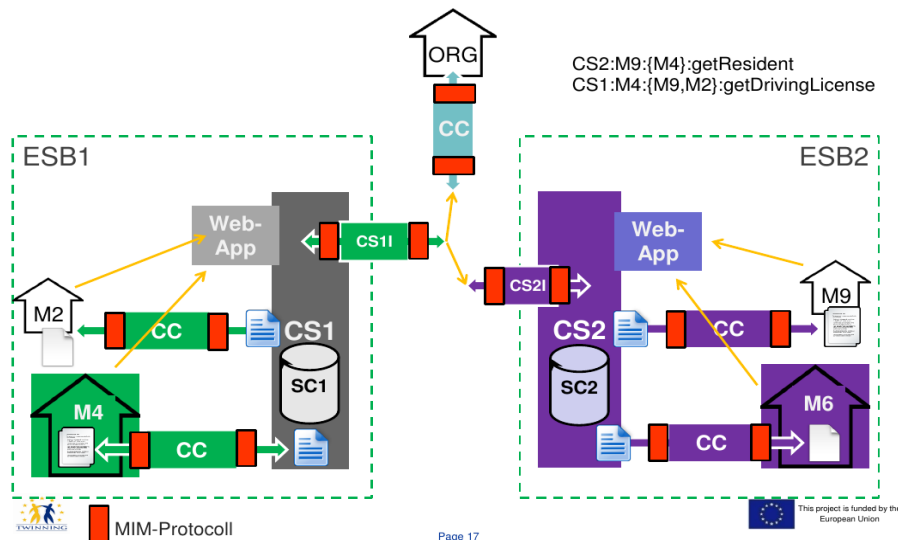 ORG
CS2:M9:{M4}:getResident
CS1:M4:{M9,M2}:getDrivingLicense
CC
ESB1
ESB2
Web-
App
Web-
App
CS1I
CS2I
M2
CC
CS1
CS2
CC
M9
SC1
SC2
M4
CC
CC
M6
TWINNING
MIM-Protocoll
Page 17
This project is funded by the
European Union